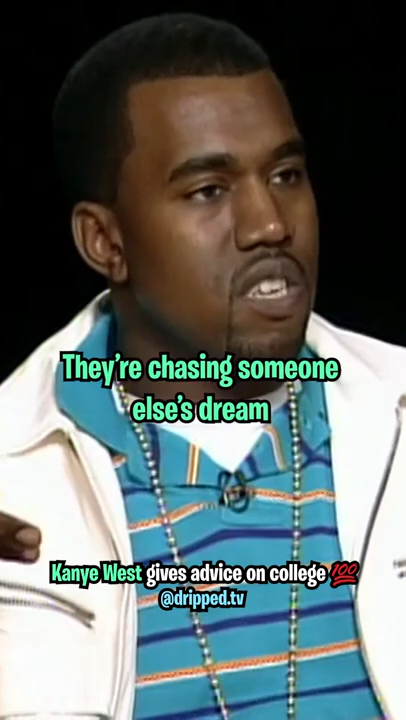 They're chasing someone
else's dream
Kanye West gives advice on college 💯
@dripped.tv